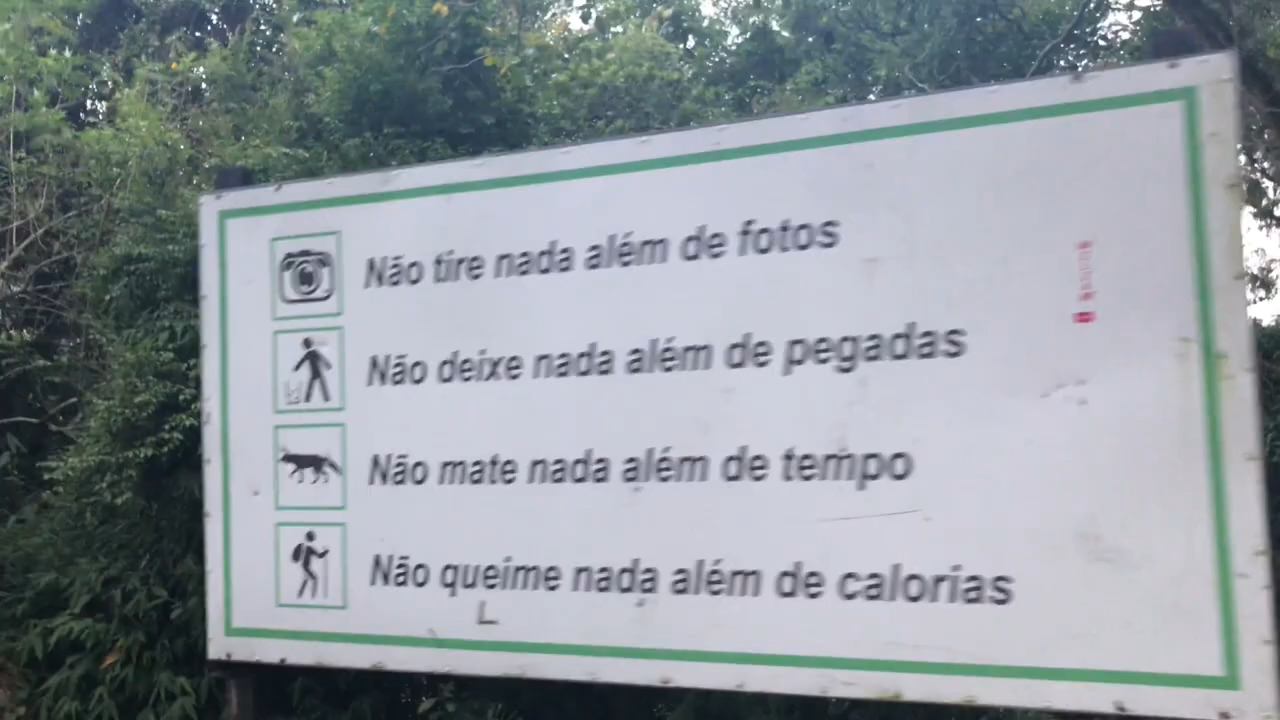 Não tire nada além de fotos
Não deixe nada além de pegadas
Não mate nada além de tempo
Não queime nada além de calorias
L